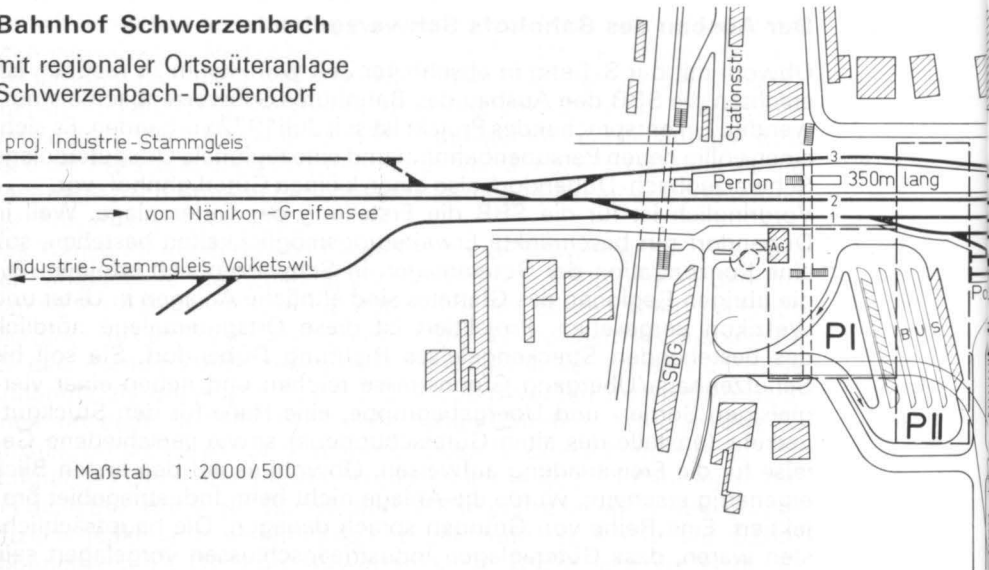 Bahnhof Schwerzenbach
mit regionaler Ortsgüteranlage
Schwerzenbach-Dübendorf
Stationsstr.
proj. Industrie-Stammgleis
3
Perron
350m lang
2
von Nänikon-Greifensee
1
AG
Industrie-Stammgleis Volketswil
SBG
PI
BUS
PII
Maßstab 1:2000/500